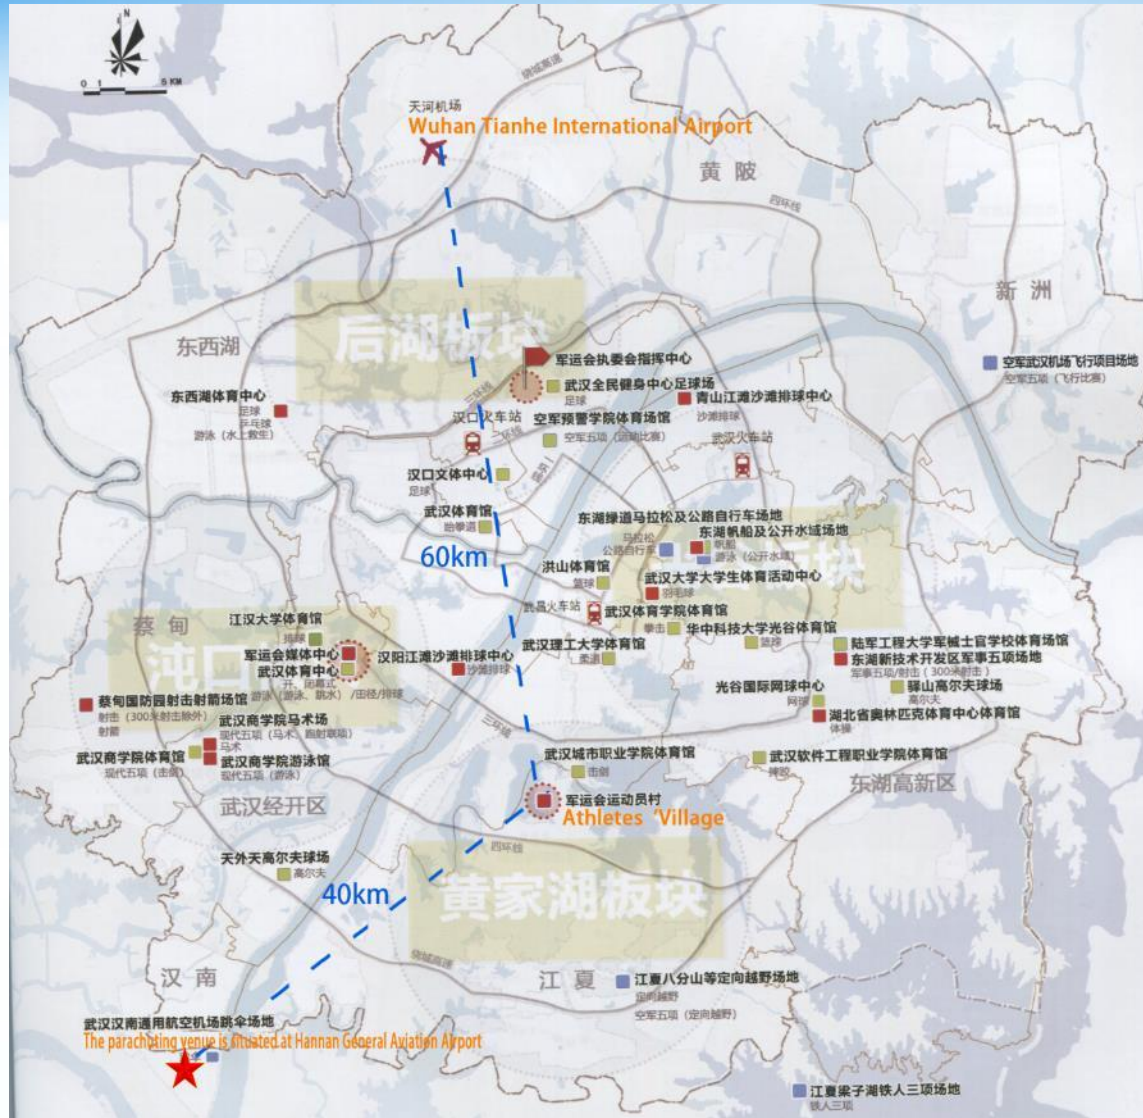 N
0 1 5 KM
绕城高速
天河机场
Wuhan Tianhe International Airport
黄 陂
四环线
新 洲
后湖板块
东西湖
军运会执委会指挥中心
空军武汉机场飞行项目场地
空军五项（飞行比赛）
武汉全民健身中心足球场
足球
三环线
青山江滩沙滩排球中心
沙滩排球
东西湖体育中心
足球
乒乓球
游泳（水上救生）
汉口火车站
二环线
空军预警学院体育场馆
空军五项（运动比赛）
武汉火车站
汉口文体中心
足球
武汉体育馆
跆拳道
东湖绿道马拉松及公路自行车场地
马拉松
公路自行车
东湖帆船及公开水域场地
帆船
游泳（公开水域）
60km
洪山体育馆
篮球
武汉大学大学生体育活动中心
羽毛球
板块
武昌火车站
武汉体育学院体育馆
拳击
华中科技大学光谷体育馆
篮球
蔡 甸
江汉大学体育馆
排球
沌口
军运会媒体中心
武汉体育中心
开、闭幕式
游泳（游泳、跳水）/田径/排球
汉阳江滩沙滩排球中心
沙滩排球
武汉理工大学体育馆
柔道
陆军工程大学军械士官学校体育场馆
东湖新技术开发区军事五项场地
军事五项/射击（300米射击）
驿山高尔夫球场
高尔夫
光谷国际网球中心
网球
湖北省奥林匹克体育中心体育馆
体操
蔡甸国防园射击射箭场馆
射击（300米射击除外）
射箭
武汉商学院马术场
现代五项（马术、跑射联项）
马术
武汉商学院体育馆
现代五项（击剑）
武汉商学院游泳馆
现代五项（游泳）
三环线
武汉城市职业学院体育馆
击剑
武汉软件工程职业学院体育馆
摔跤
东湖高新区
武汉经开区
军运会运动员村
Athletes ‘Village
四环线
天外天高尔夫球场
高尔夫
40km
黄家湖板块
绕城高速
汉 南
江 夏
江夏八分山等定向越野场地
定向越野
空军五项（定向越野）
武汉汉南通用航空机场跳伞场地
The parachuting venue is situated at Hannan General Aviation Airport
江夏梁子湖铁人三项场地
铁人三项